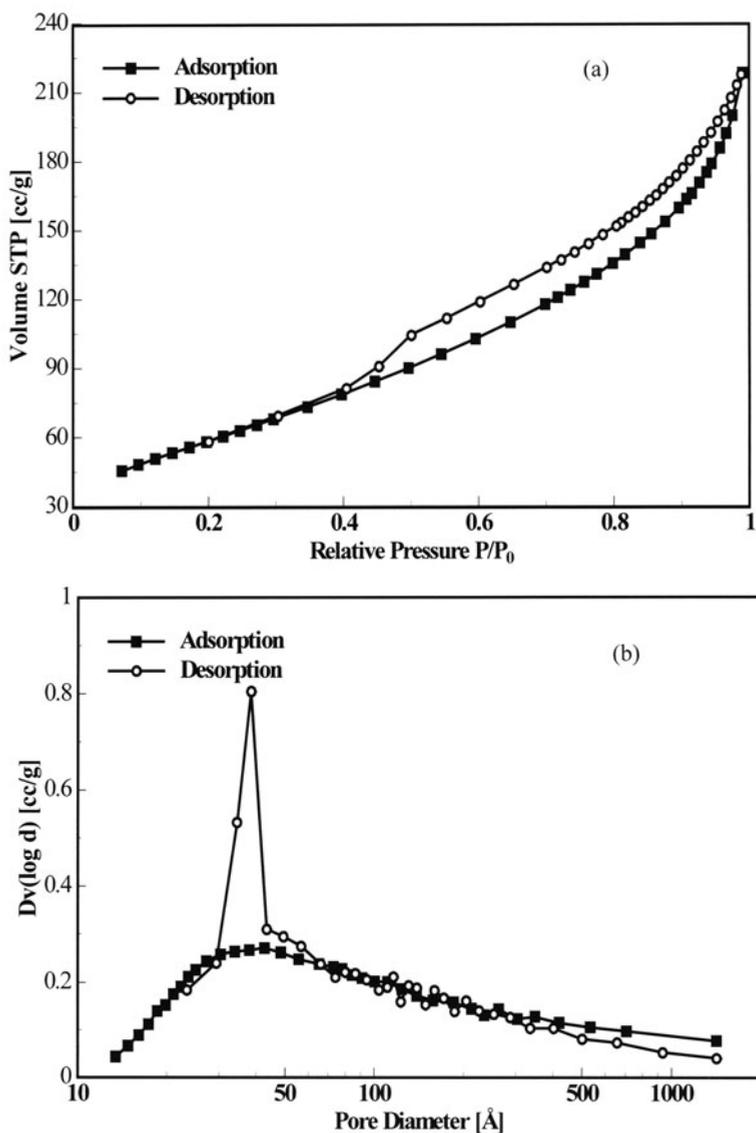 240
210
180
150
120
90
60
30
Volume STP [cc/g]
Adsorption
Desorption
(a)
0
0.2
0.4
0.6
0.8
1
Relative Pressure P/P₀
1
0.8
0.6
0.4
0.2
0
Dv(log d) [cc/g]
Adsorption
Desorption
(b)
10
50
100
500
1000
Pore Diameter [Å]